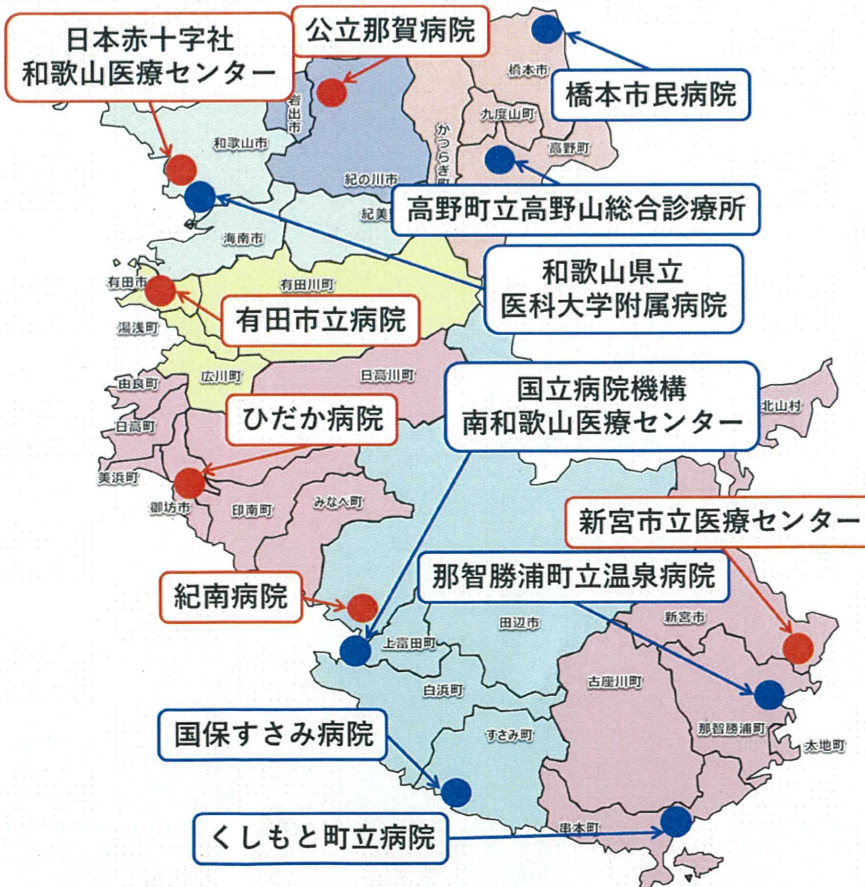 日本赤十字社
和歌山医療センター
公立那賀病院
橋本市
橋本市民病院
岩出市
和歌山市
かつらぎ町
九度山町
高野町
紀の川市
高野町立高野山総合診療所
紀美
海南市
和歌山県立
医科大学附属病院
有田市
有田川町
有田市立病院
湯浅町
広川町
日高川町
由良町
国立病院機構
南和歌山医療センター
北山村
ひだか病院
日高町
美浜町
御坊市
印南町
みなべ町
新宮市立医療センター
那智勝浦町立温泉病院
紀南病院
田辺市
新宮市
上富田町
白浜町
古座川町
国保すさみ病院
すさみ町
那智勝浦町
太地町
くしもと町立病院
串本町